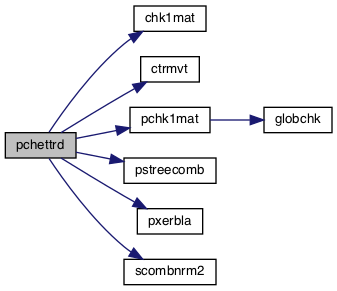 chk1mat
ctrmvt
pchettrd
pchk1mat
globchk
pstreecomb
pxerbla
scombnrm2